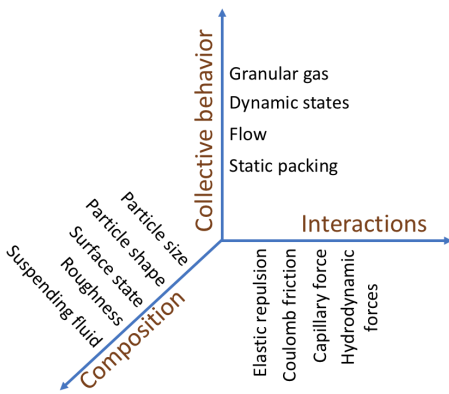 Collective behavior
Granular gas
Dynamic states
Flow
Static packing
Interactions
Elastic repulsion
Coulomb friction
Capillary force
Hydrodynamic
forces
Composition
Particle size
Particle shape
Surface state
Roughness
Suspending fluid